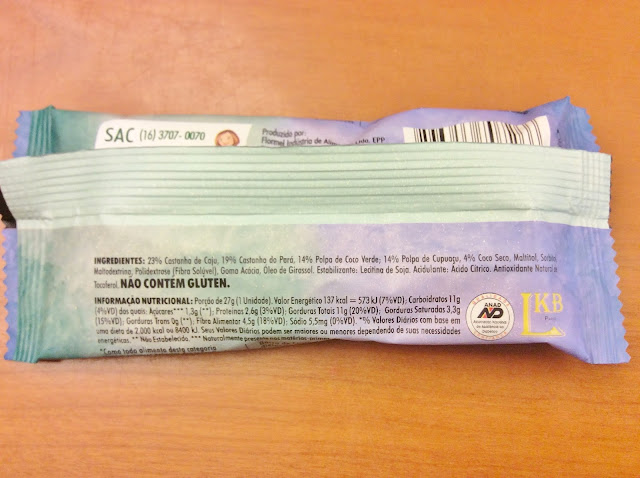 SAC (16) 3707-0070
Produzido por:
Flormel Indústria de Alim Ltda. EPP
INGREDIENTES: 23% Castanha de Caju, 19% Castanha do Pará, 14% Polpa de Coco Verde; 14% Polpa de Cupuaçu, 4% Coco Seco, Maltitol, Sorbitol
Maltodextrina, Polidextrose (Fibra Solúvel), Goma Acácia, Óleo de Girassol. Estabilizante: Lecitina de Soja. Acidulante: Ácido Cítrico. Antioxidante Natural
Tocoferol. NÃO CONTÉM GLÚTEN.
INFORMAÇÃO NUTRICIONAL: Porção de 27g (1 Unidade). Valor Energético 137 kcal = 573 kJ (7%VD); Carboidratos 11g
(4%VD) dos quais: Açúcares*** 1,3g (**); Proteínas 2,6g (3%VD); Gorduras Totais 11g (20%VD); Gorduras Saturadas 3,3g
(15%VD); Gorduras Trans 0g (**); Fibra Alimentar 4,5g (18%VD); Sódio 5,5mg (0%VD). *% Valores Diários com base em
uma dieta de 2.000 kcal ou 8400 kJ. Seus Valores Diários podem ser maiores ou menores dependendo de suas necessidades
energéticas. ** Não Estabelecido. *** Naturalmente presente nas matérias-primas
*Como todo alimento desta categoria
ANAD
LKB